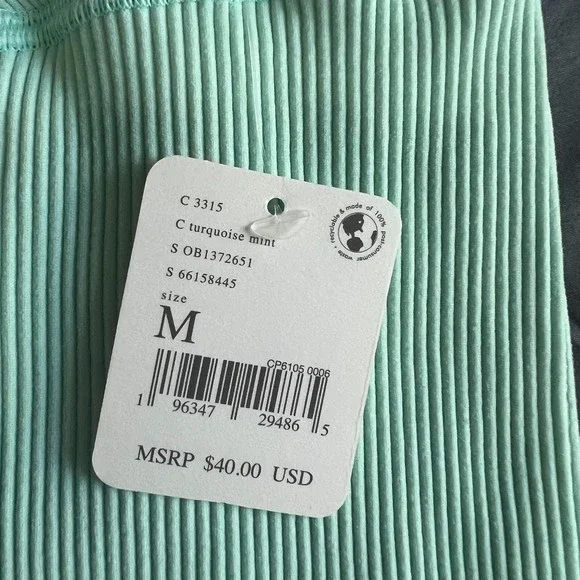 C 3315
C turquoise mint
S OB1372651
S 66158445
size
M
CP6105 0006
1 96347 29486 5
MSRP $40.00 USD
recyclable & made of 100% post-consumer waste